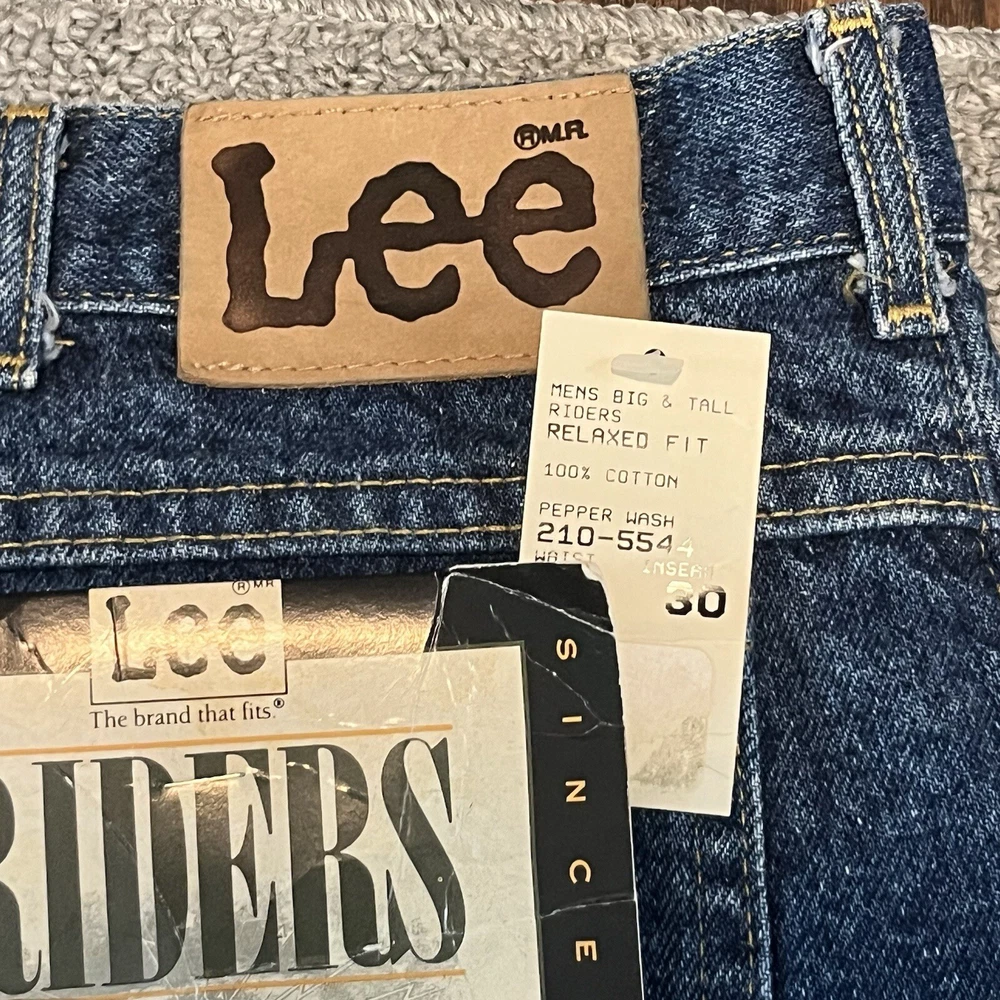 ® M.R.
Lee
MENS BIG & TALL
RIDERS
RELAXED FIT
100% COTTON
PEPPER WASH
210-5544
WAIST INSEAM
30
® MR
Lee
The brand that fits.®
RIDERS
SINCE